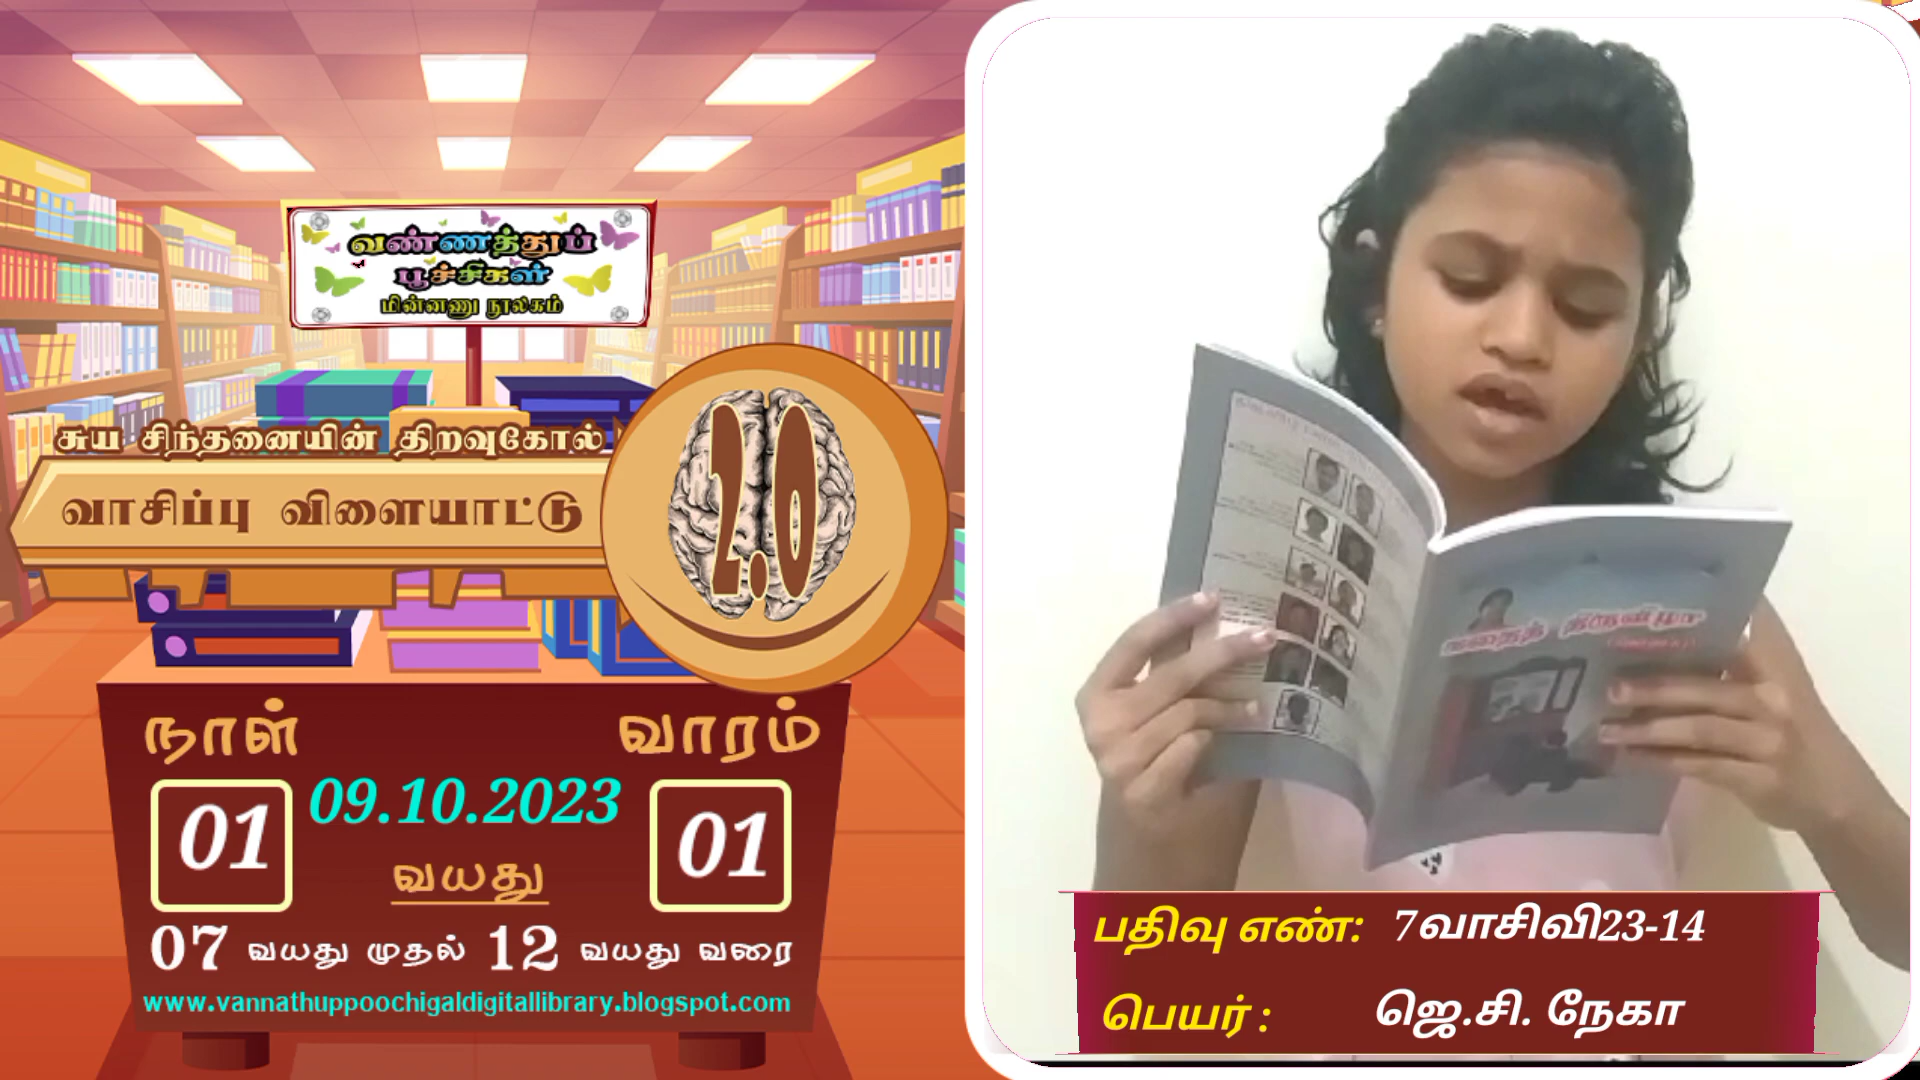 வண்ணத்துப்
பூச்சிகள்
மின்னணு நூலகம்
சுய சிந்தனையின் திறவுகோல்
வாசிப்பு விளையாட்டு
2.0
நாள்
வாரம்
01
09.10.2023
01
வயது
07 வயது முதல் 12 வயது வரை
www.vannathuppoochigaldigitallibrary.blogspot.com
பதிவு எண்: 7வாசிவி23-14
பெயர் : ஜெ.சி. நேகா